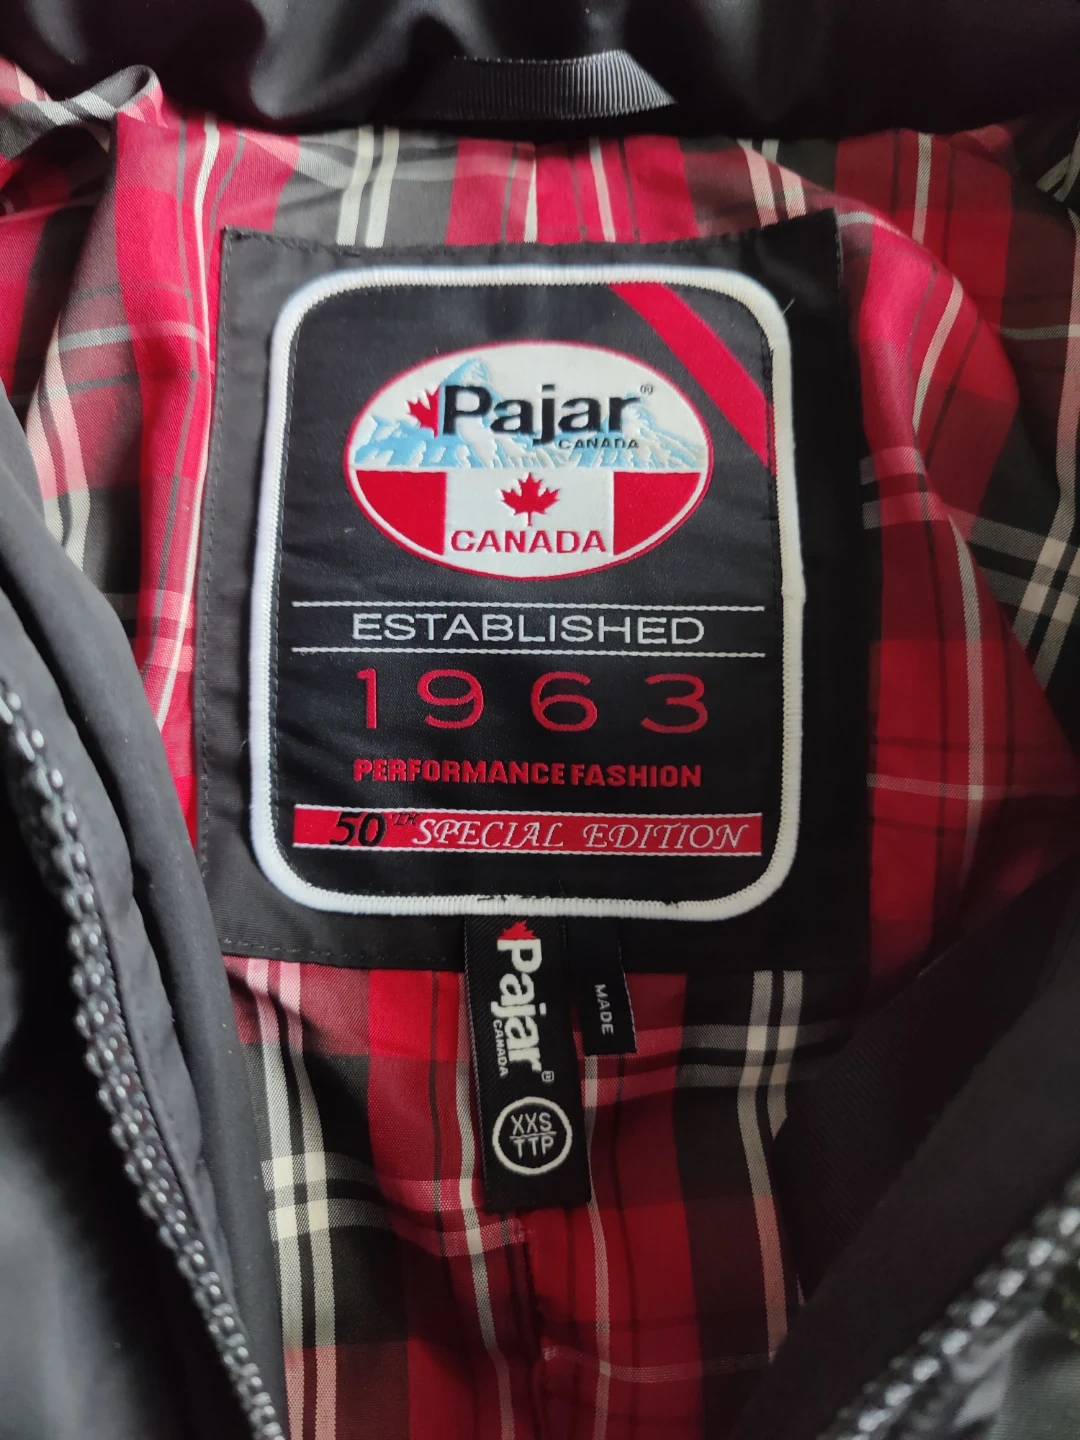 Pajar®
CANADA
CANADA
ESTABLISHED
1963
PERFORMANCE FASHION
50TH SPECIAL EDITION
Pajar®
CANADA
XXS
TTP
MADE